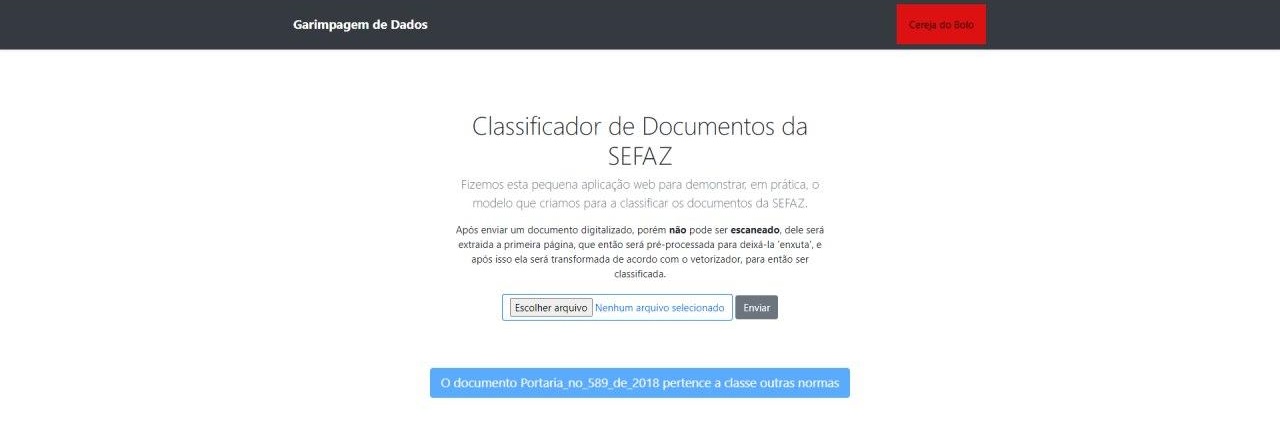 Garimpagem de Dados
Cereja do Bolo
Classificador de Documentos da
SEFAZ
Fizemos esta pequena aplicação web para demonstrar, em prática, o
modelo que criamos para a classificar os documentos da SEFAZ.
Após enviar um documento digitalizado, porém não pode ser escaneado, dele será
extraida a primeira página, que então será pré-processada para deixá-la 'enxuta', e
após isso ela será transformada de acordo com o vetorizador, para então ser
classificada.
Escolher arquivo Nenhum arquivo selecionado Enviar
O documento Portaria_no_589_de_2018 pertence a classe outras normas